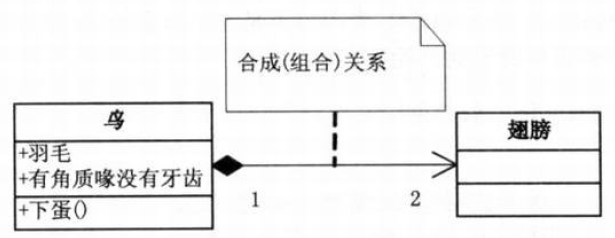 合成(组合)关系
鸟
+羽毛
+有角质喙没有牙齿
+下蛋()
1
2
翅膀